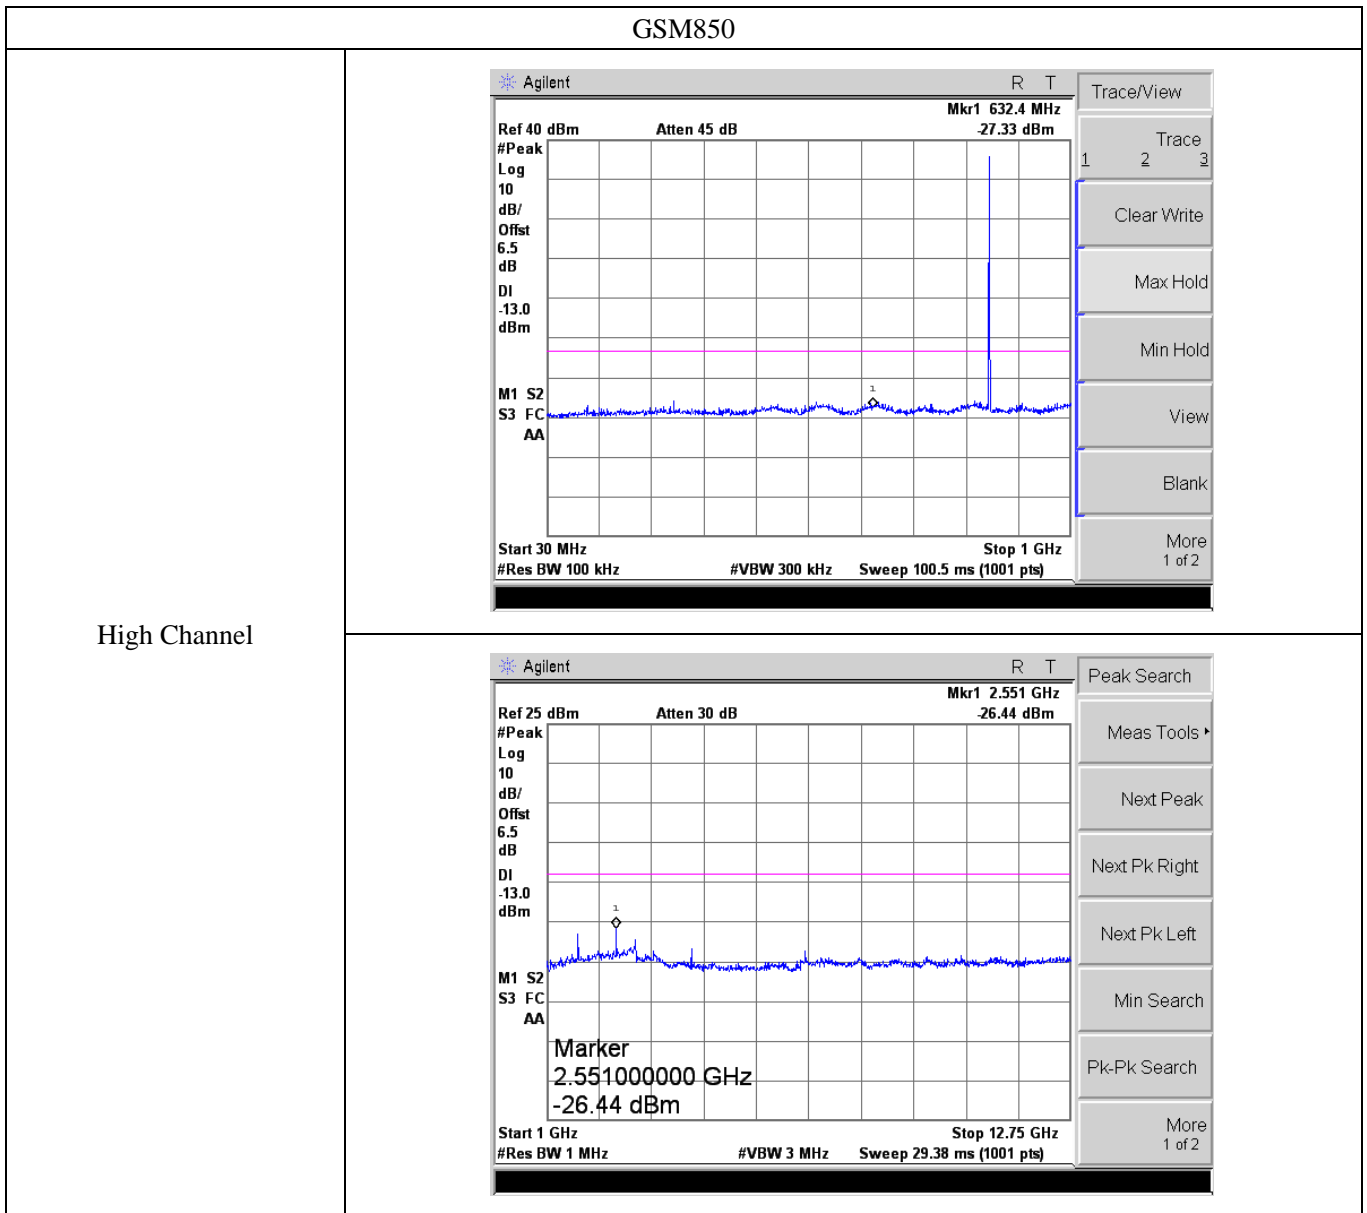 GSM850
High Channel
Agilent R T
Mkr1 632.4 MHz
Ref 40 dBm Atten 45 dB -27.33 dBm
#Peak
Log
10
dB/
Offst
6.5
dB
DI
-13.0
dBm
M1 S2
S3 FC
AA
1
Start 30 MHz Stop 1 GHz
#Res BW 100 kHz #VBW 300 kHz Sweep 100.5 ms (1001 pts)
Trace/View
Trace
1 2 3
Clear Write
Max Hold
Min Hold
View
Blank
More
1 of 2
Agilent R T
Mkr1 2.551 GHz
Ref 25 dBm Atten 30 dB -26.44 dBm
#Peak
Log
10
dB/
Offst
6.5
dB
DI
-13.0
dBm
M1 S2
S3 FC
AA
1
Marker
2.551000000 GHz
-26.44 dBm
Start 1 GHz Stop 12.75 GHz
#Res BW 1 MHz #VBW 3 MHz Sweep 29.38 ms (1001 pts)
Peak Search
Meas Tools
Next Peak
Next Pk Right
Next Pk Left
Min Search
Pk-Pk Search
More
1 of 2